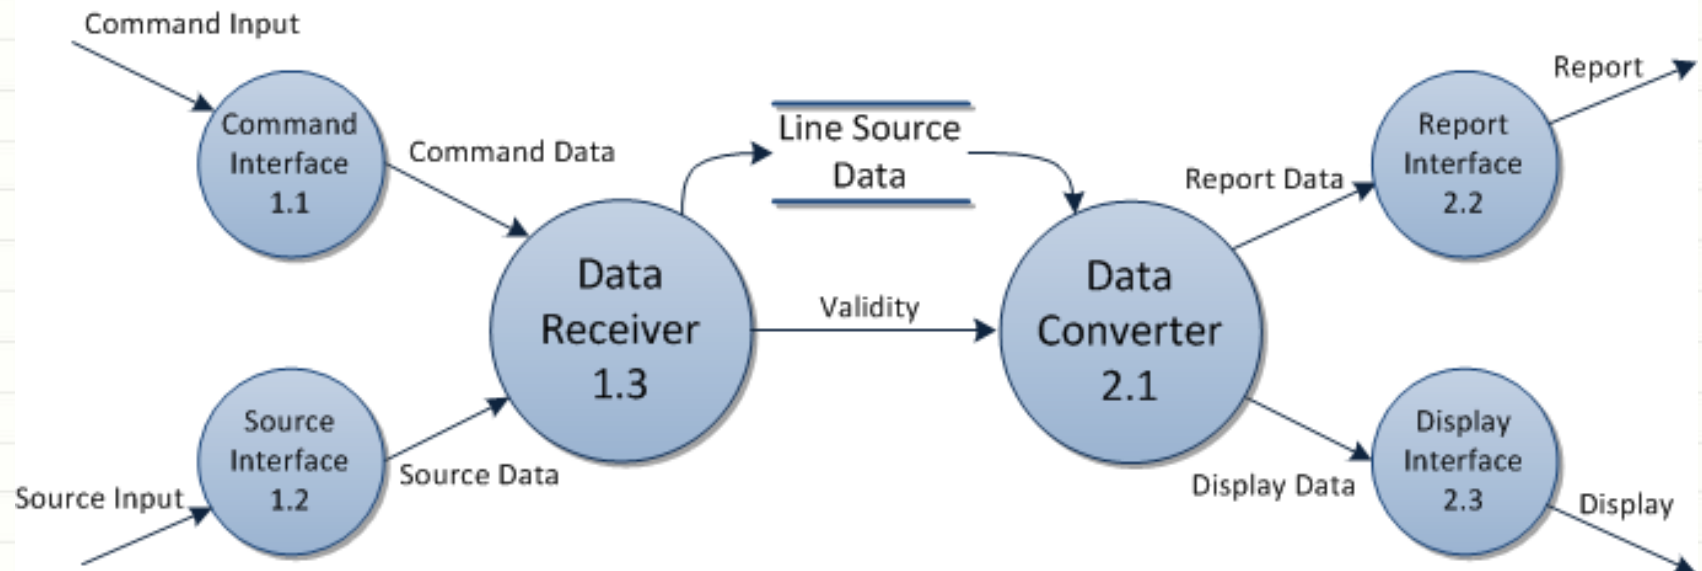 Command Input
Command
Interface
1.1
Command Data
Source
Interface
1.2
Source Input
Source Data
Data
Receiver
1.3
Line Source
Data
Validity
Data
Converter
2.1
Report Data
Report
Interface
2.2
Report
Display Data
Display
Interface
2.3
Display